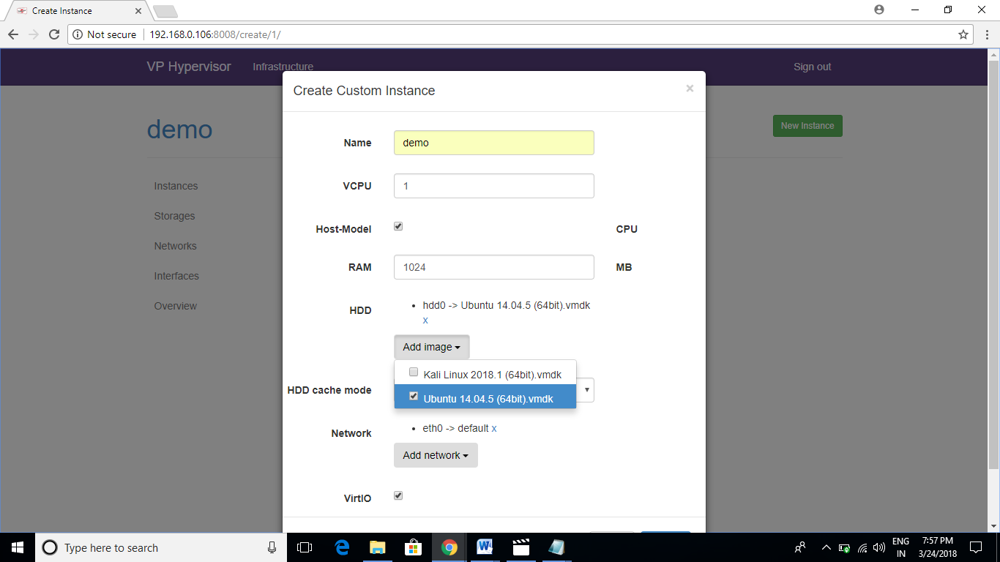 Create Instance
Not secure 192.168.0.106:8008/create/1/
VP Hypervisor Infrastructure Sign out
Create Custom Instance ×
demo
New Instance
Name demo
VCPU 1
Instances
Storages
Networks
Interfaces
Overview
Host-Model CPU
RAM 1024 MB
HDD
hdd0 -> Ubuntu 14.04.5 (64bit).vmdk
x
Add image
Kali Linux 2018.1 (64bit).vmdk
HDD cache mode
Ubuntu 14.04.5 (64bit).vmdk
Network
eth0 -> default x
Add network
VirtIO
Type here to search
ENG
IN
7:57 PM
3/24/2018